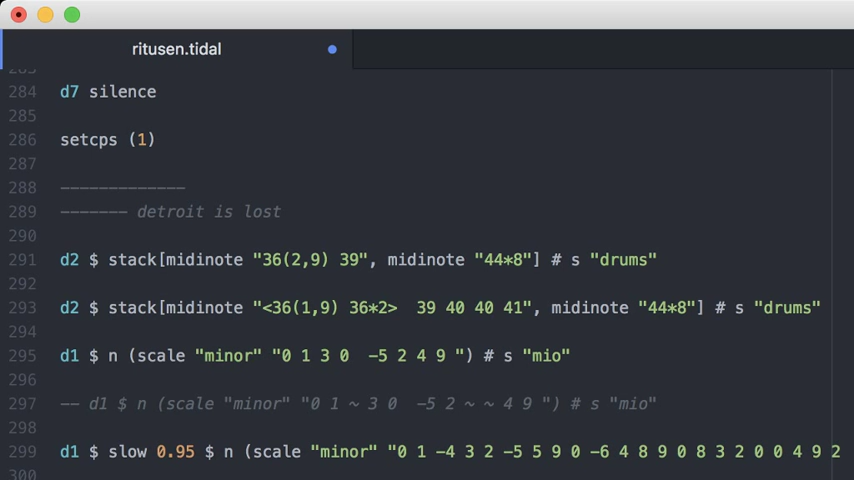 ritusen.tidal
283
284 d7 silence
285
286 setcps (1)
287
288 -------------
289 ------- detroit is lost
290
291 d2 $ stack[midinote "36(2,9) 39", midinote "44*8"] # s "drums"
292
293 d2 $ stack[midinote "<36(1,9) 36*2>  39 40 40 41", midinote "44*8"] # s "drums"
294
295 d1 $ n (scale "minor" "0 1 3 0  -5 2 4 9 ") # s "mio"
296
297 -- d1 $ n (scale "minor" "0 1 ~ 3 0  -5 2 ~ ~ 4 9 ") # s "mio"
298
299 d1 $ slow 0.95 $ n (scale "minor" "0 1 -4 3 2 -5 5 9 0 -6 4 8 9 0 8 3 2 0 0 4 9 2
300